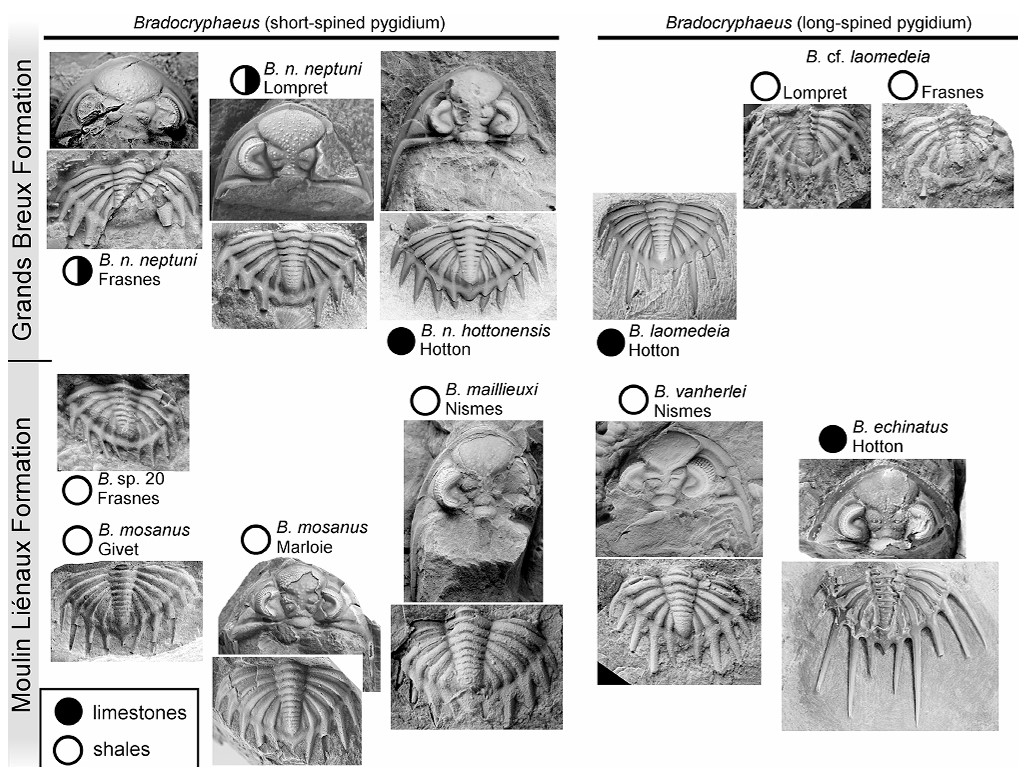 Bradocryphaeus (short-spined pygidium)
Bradocryphaeus (long-spined pygidium)
Grands Breux Formation
B. n. neptuni
Lompret
B. n. neptuni
Frasnes
B. n. hottonensis
Hotton
B. cf. laomedeia
Lompret
Frasnes
B. laomedeia
Hotton
Moulin Liénaux Formation
B. sp. 20
Frasnes
B. mosanus
Givet
B. mosanus
Marloie
B. maillieuxi
Nismes
B. vanherlei
Nismes
B. echinatus
Hotton
limestones
shales